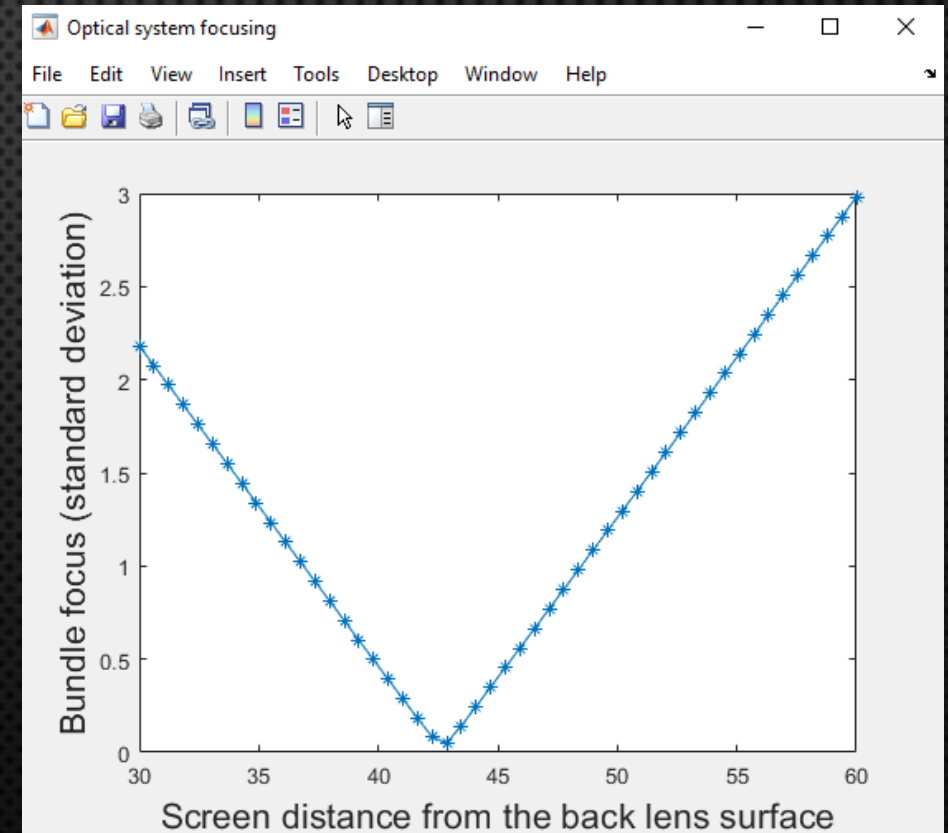 Optical system focusing
File Edit View Insert Tools Desktop Window Help
Bundle focus (standard deviation)
3
2.5
2
1.5
1
0.5
0
30 35 40 45 50 55 60
Screen distance from the back lens surface